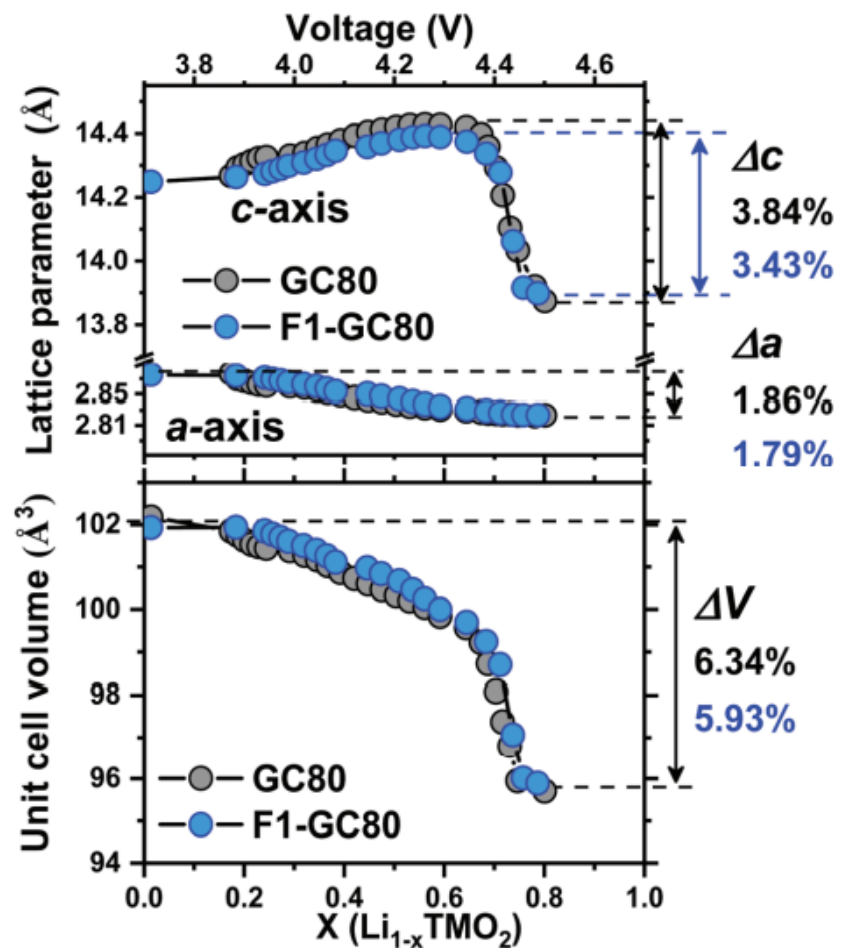 Voltage (V)
3.8 4.0 4.2 4.4 4.6
Lattice parameter (Å)
14.4
14.2
14.0
13.8
2.85
2.81
c-axis
GC80
F1-GC80
a-axis
Δc
3.84%
3.43%
Δa
1.86%
1.79%
Unit cell volume (Å³)
102
100
98
96
94
GC80
F1-GC80
ΔV
6.34%
5.93%
0.0 0.2 0.4 0.6 0.8 1.0
X (Li₁₋ₓTMO₂)